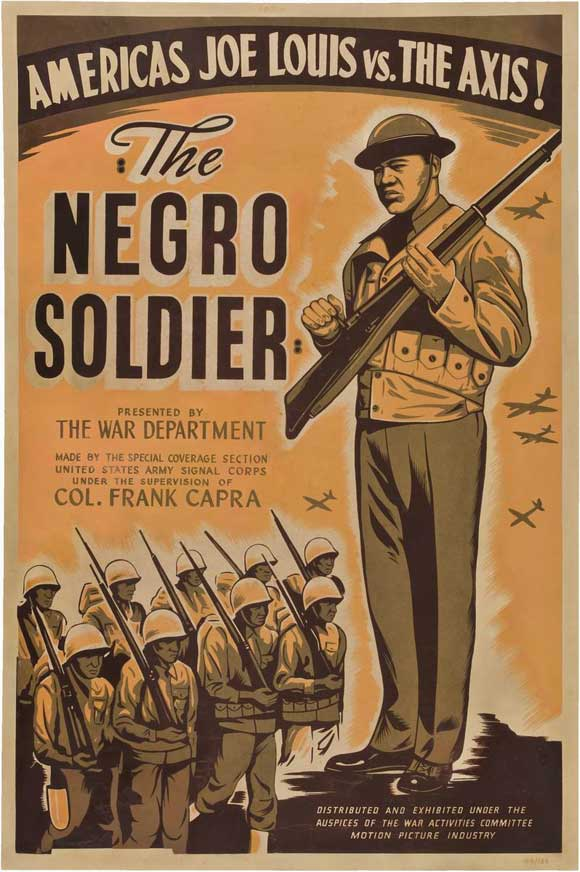 AMERICAS JOE LOUIS VS. THE AXIS!
The
NEGRO
SOLDIER
PRESENTED BY
THE WAR DEPARTMENT
MADE BY THE SPECIAL COVERAGE SECTION
UNITED STATES ARMY SIGNAL CORPS
UNDER THE SUPERVISION OF
COL. FRANK CAPRA
DISTRIBUTED AND EXHIBITED UNDER THE
AUSPICES OF THE WAR ACTIVITIES COMMITTEE
MOTION PICTURE INDUSTRY